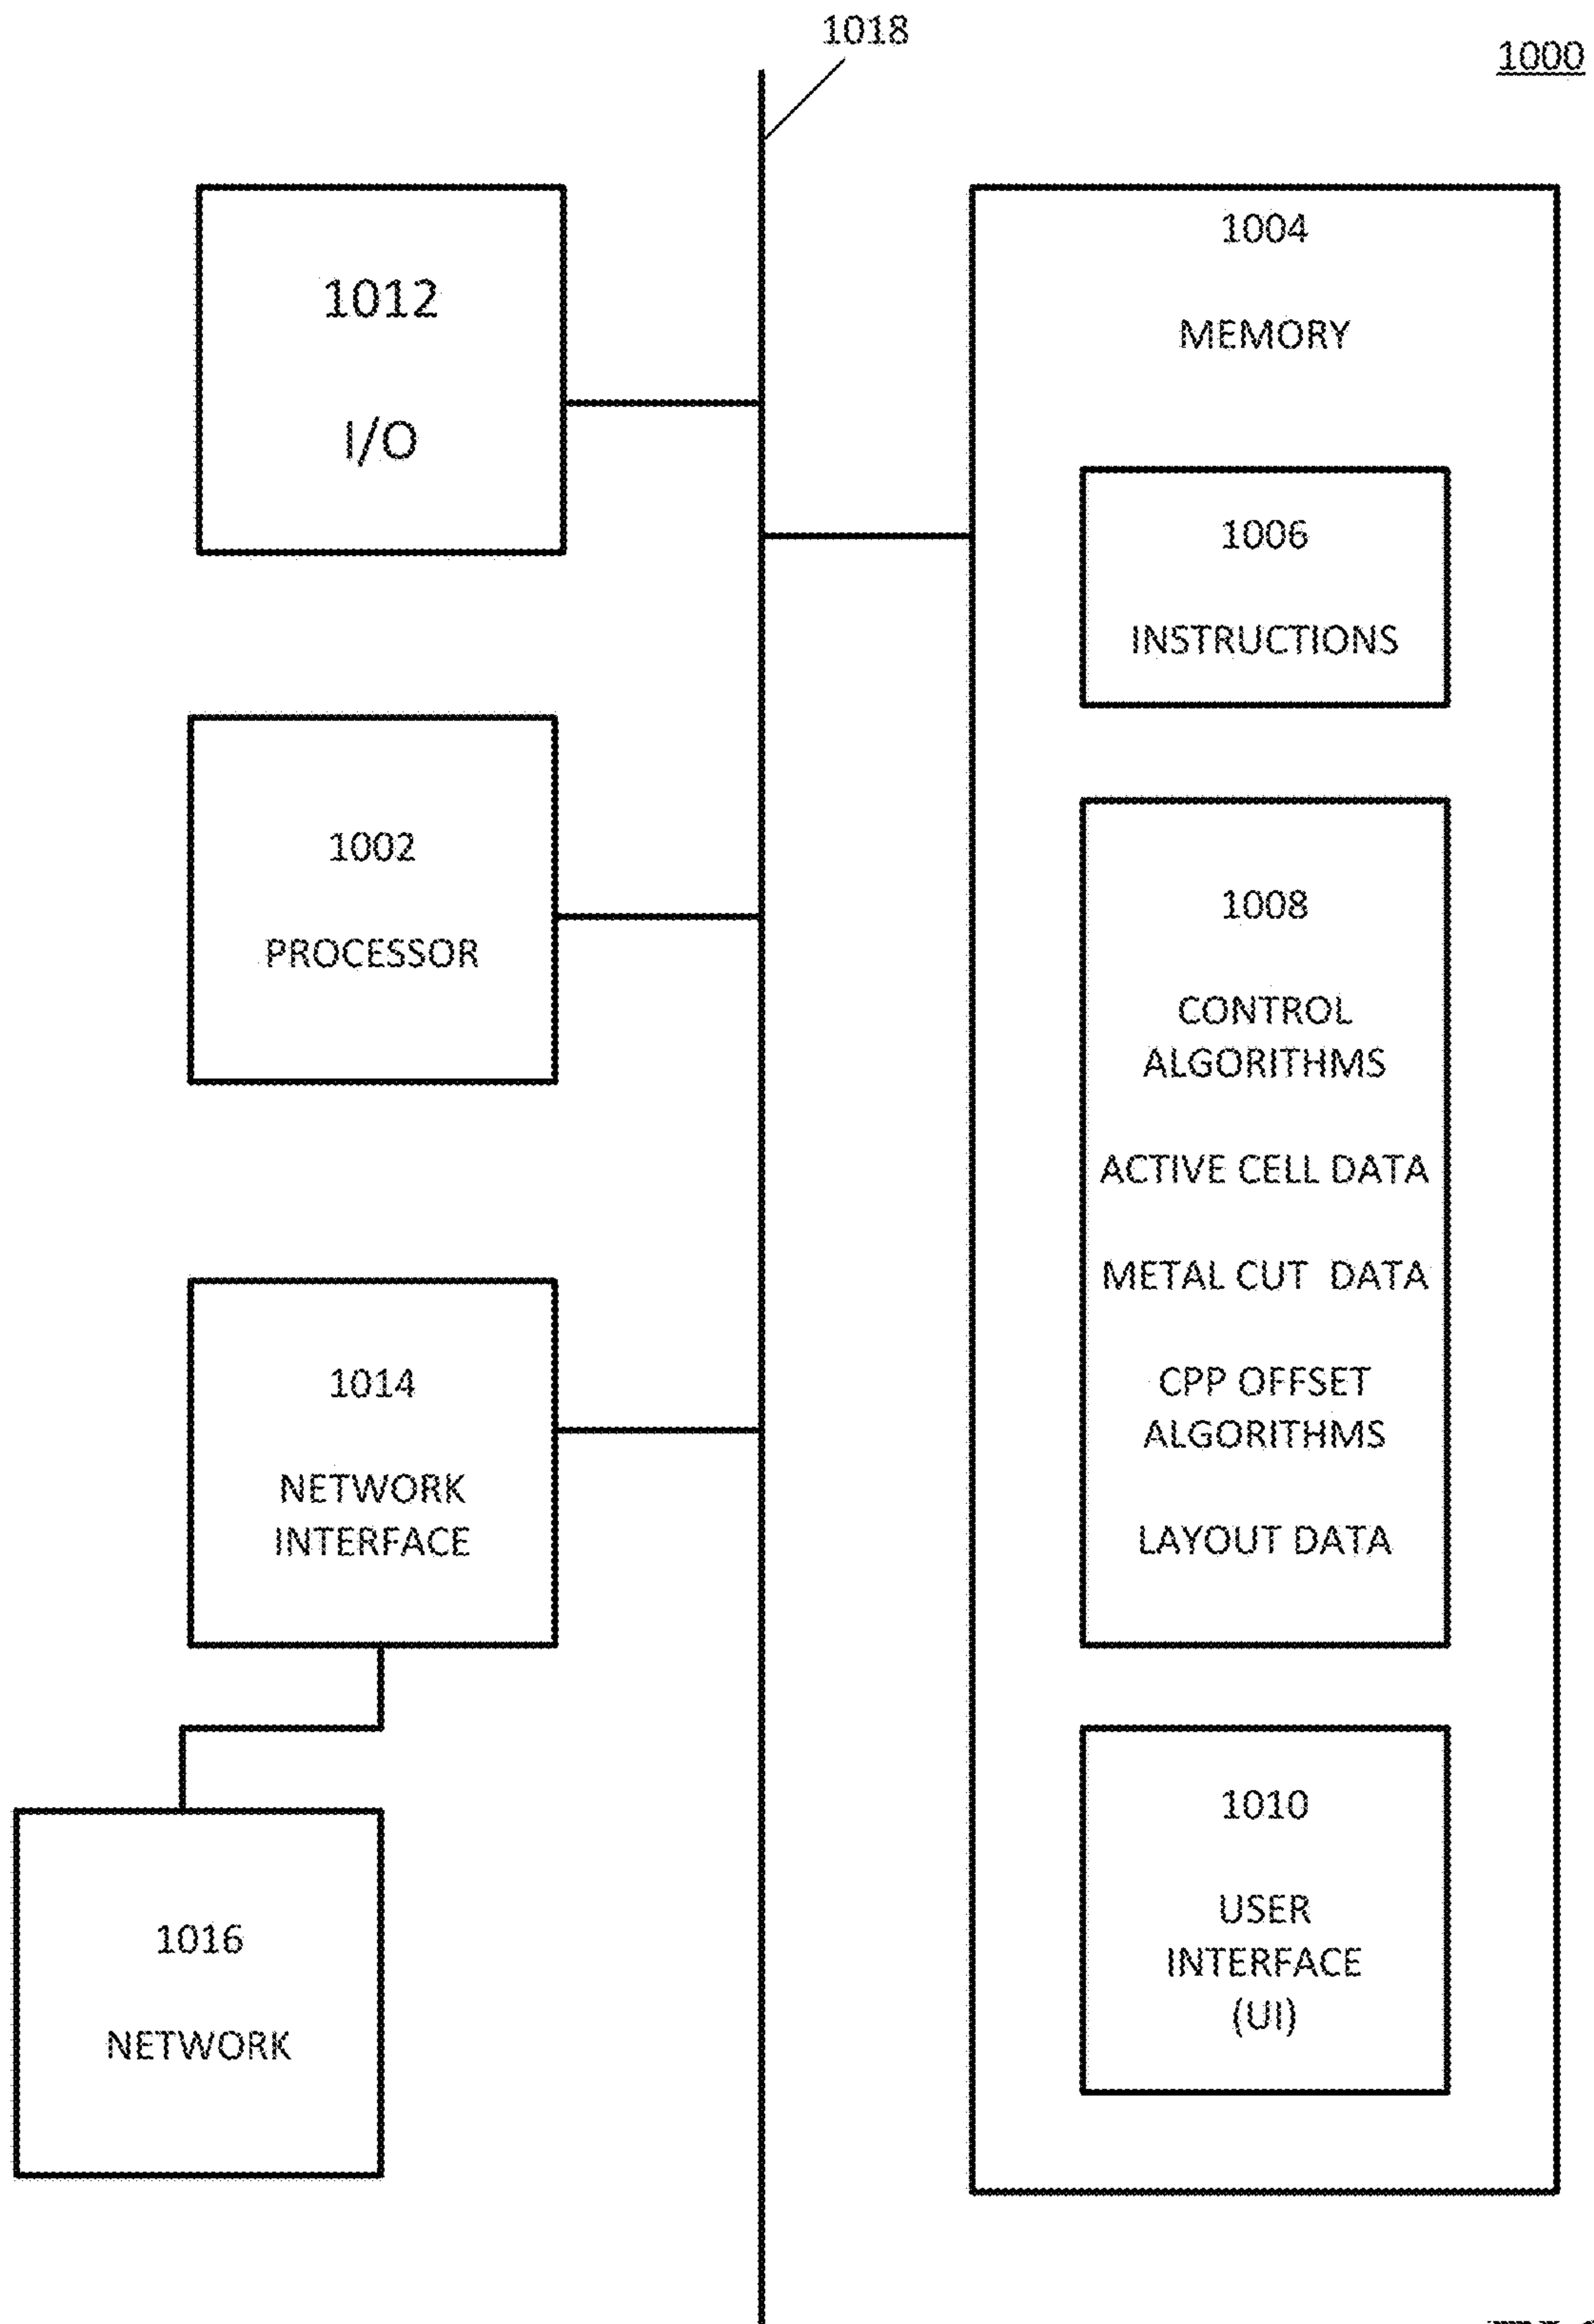 1018
1000
1012
I/O
1002
PROCESSOR
1014
NETWORK
INTERFACE
1016
NETWORK
1004
MEMORY
1006
INSTRUCTIONS
1008
CONTROL
ALGORITHMS
ACTIVE CELL DATA
METAL CUT DATA
CPP OFFSET
ALGORITHMS
LAYOUT DATA
1010
USER
INTERFACE
(UI)